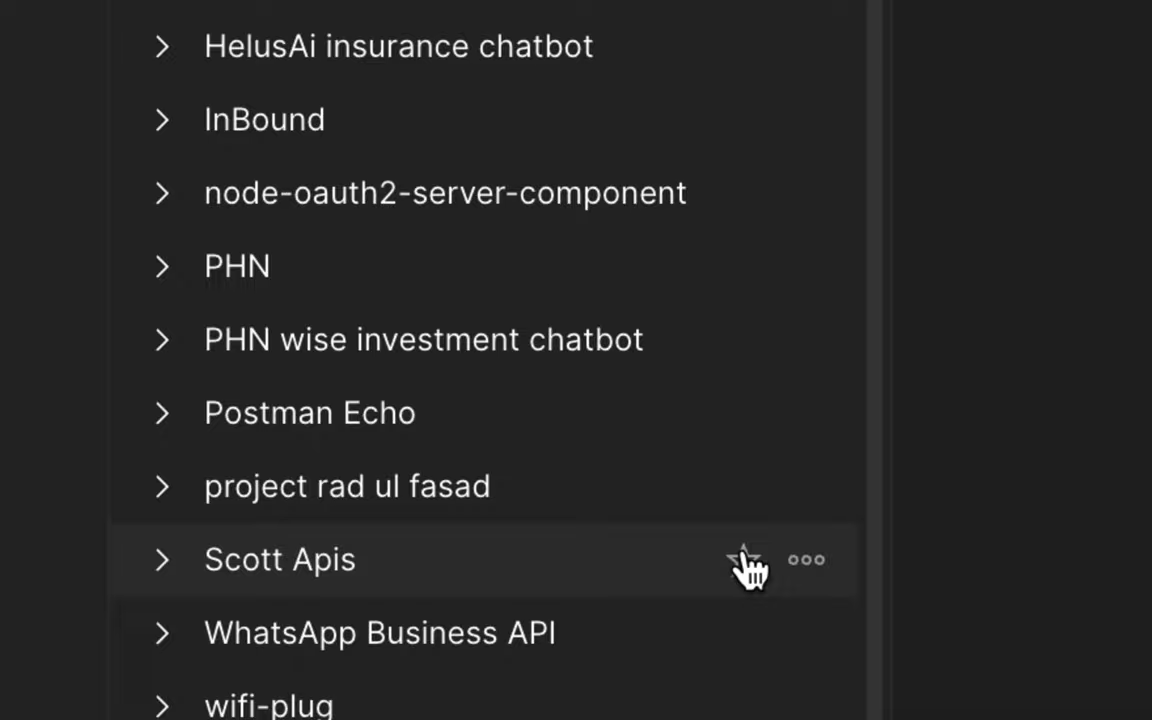 HelusAi insurance chatbot
InBound
node-oauth2-server-component
PHN
PHN wise investment chatbot
Postman Echo
project rad ul fasad
Scott Apis
WhatsApp Business API
wifi-plug